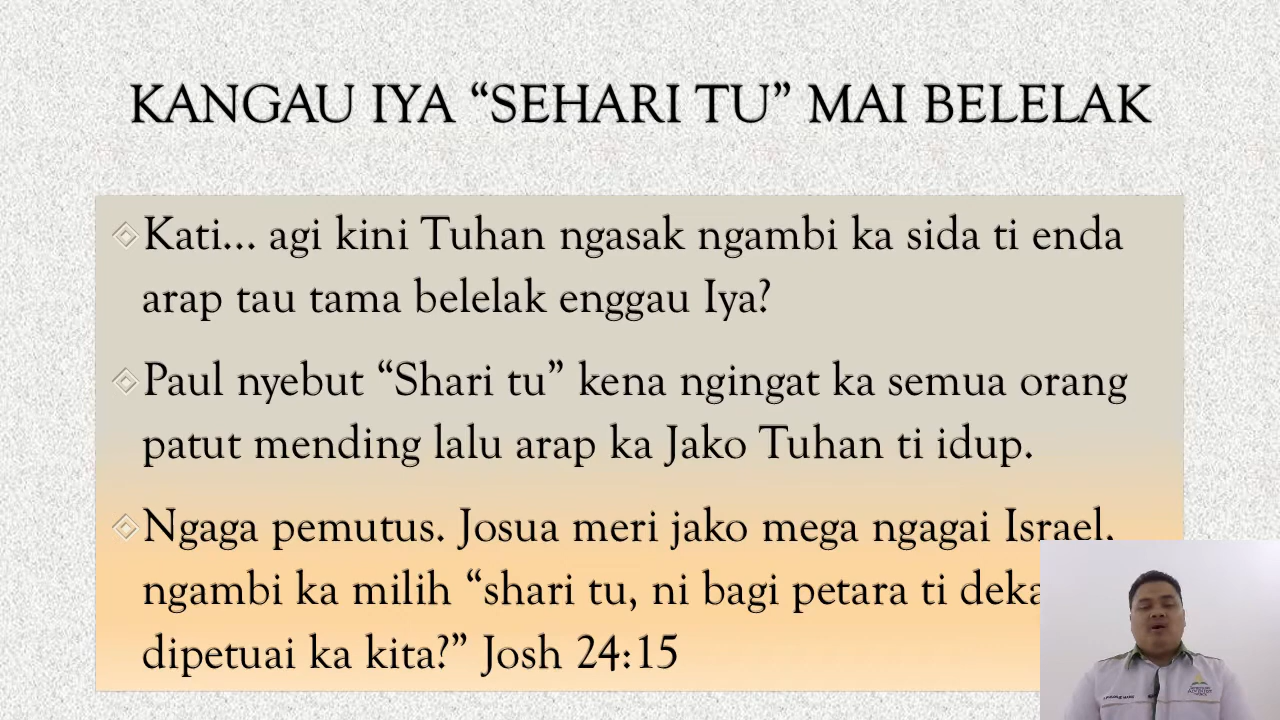 KANGAU IYA “SEHARI TU” MAI BELELAK
Kati... agi kini Tuhan ngasak ngambi ka sida ti enda
arap tau tama belelak enggau Iya?
Paul nyebut “Shari tu” kena ngingat ka semua orang
patut mending lalu arap ka Jako Tuhan ti idup.
Ngaga pemutus. Josua meri jako mega ngagai Israel,
ngambi ka milih “shari tu, ni bagi petara ti
dipetuai ka kita?” Josh 24:15